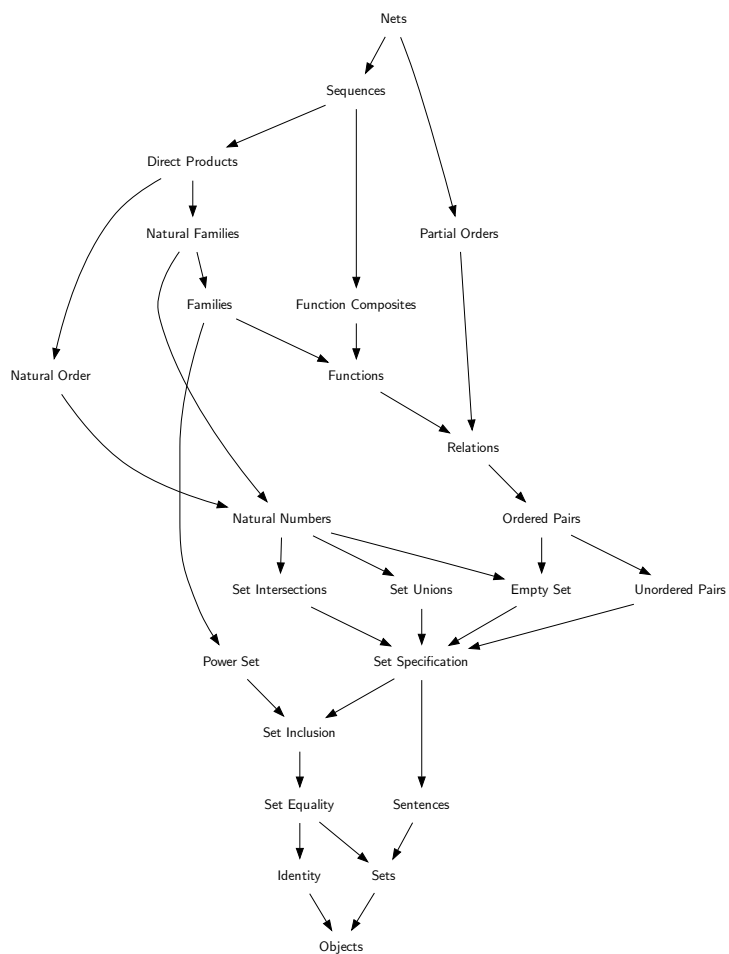 Nets
Sequences
Direct Products
Natural Families
Partial Orders
Families
Function Composites
Natural Order
Functions
Relations
Natural Numbers
Ordered Pairs
Set Intersections
Set Unions
Empty Set
Unordered Pairs
Power Set
Set Specification
Set Inclusion
Set Equality
Sentences
Identity
Sets
Objects